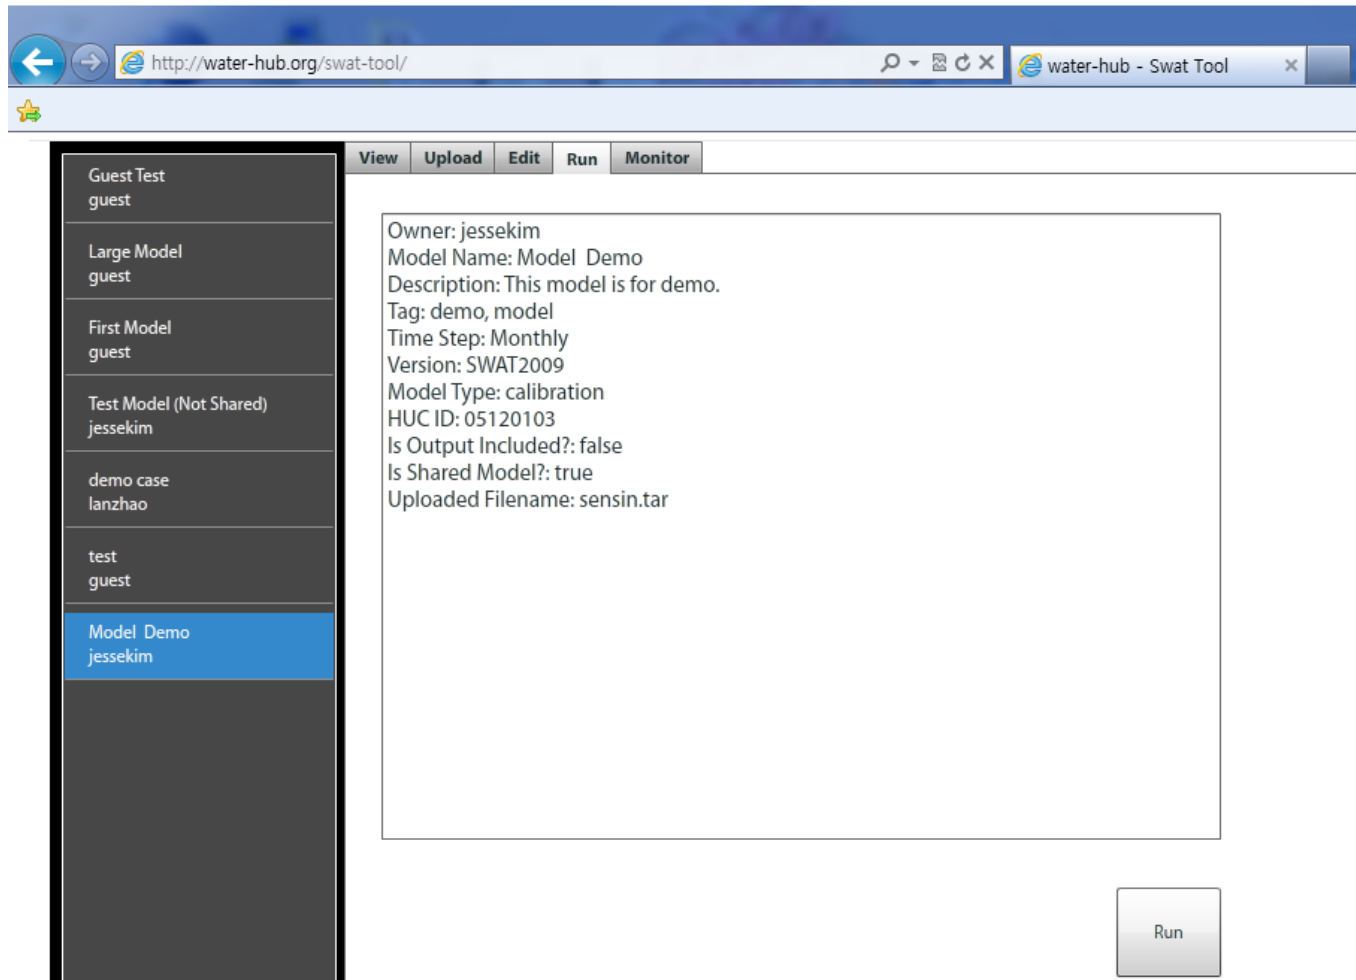 http://water-hub.org/swat-tool/
water-hub - Swat Tool
View Upload Edit Run Monitor
Guest Test
guest
Large Model
guest
First Model
guest
Test Model (Not Shared)
jessekim
demo case
lanzhao
test
guest
Model  Demo
jessekim
Owner: jessekim
Model Name: Model  Demo
Description: This model is for demo.
Tag: demo, model
Time Step: Monthly
Version: SWAT2009
Model Type: calibration
HUC ID: 05120103
Is Output Included?: false
Is Shared Model?: true
Uploaded Filename: sensin.tar
Run